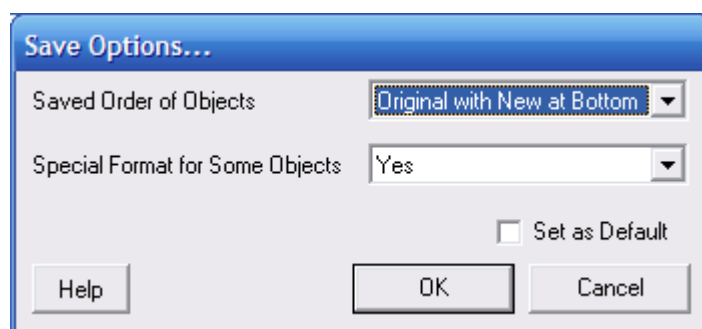 Save Options...
Saved Order of Objects Original with New at Bottom
Special Format for Some Objects Yes
Set as Default
Help OK Cancel